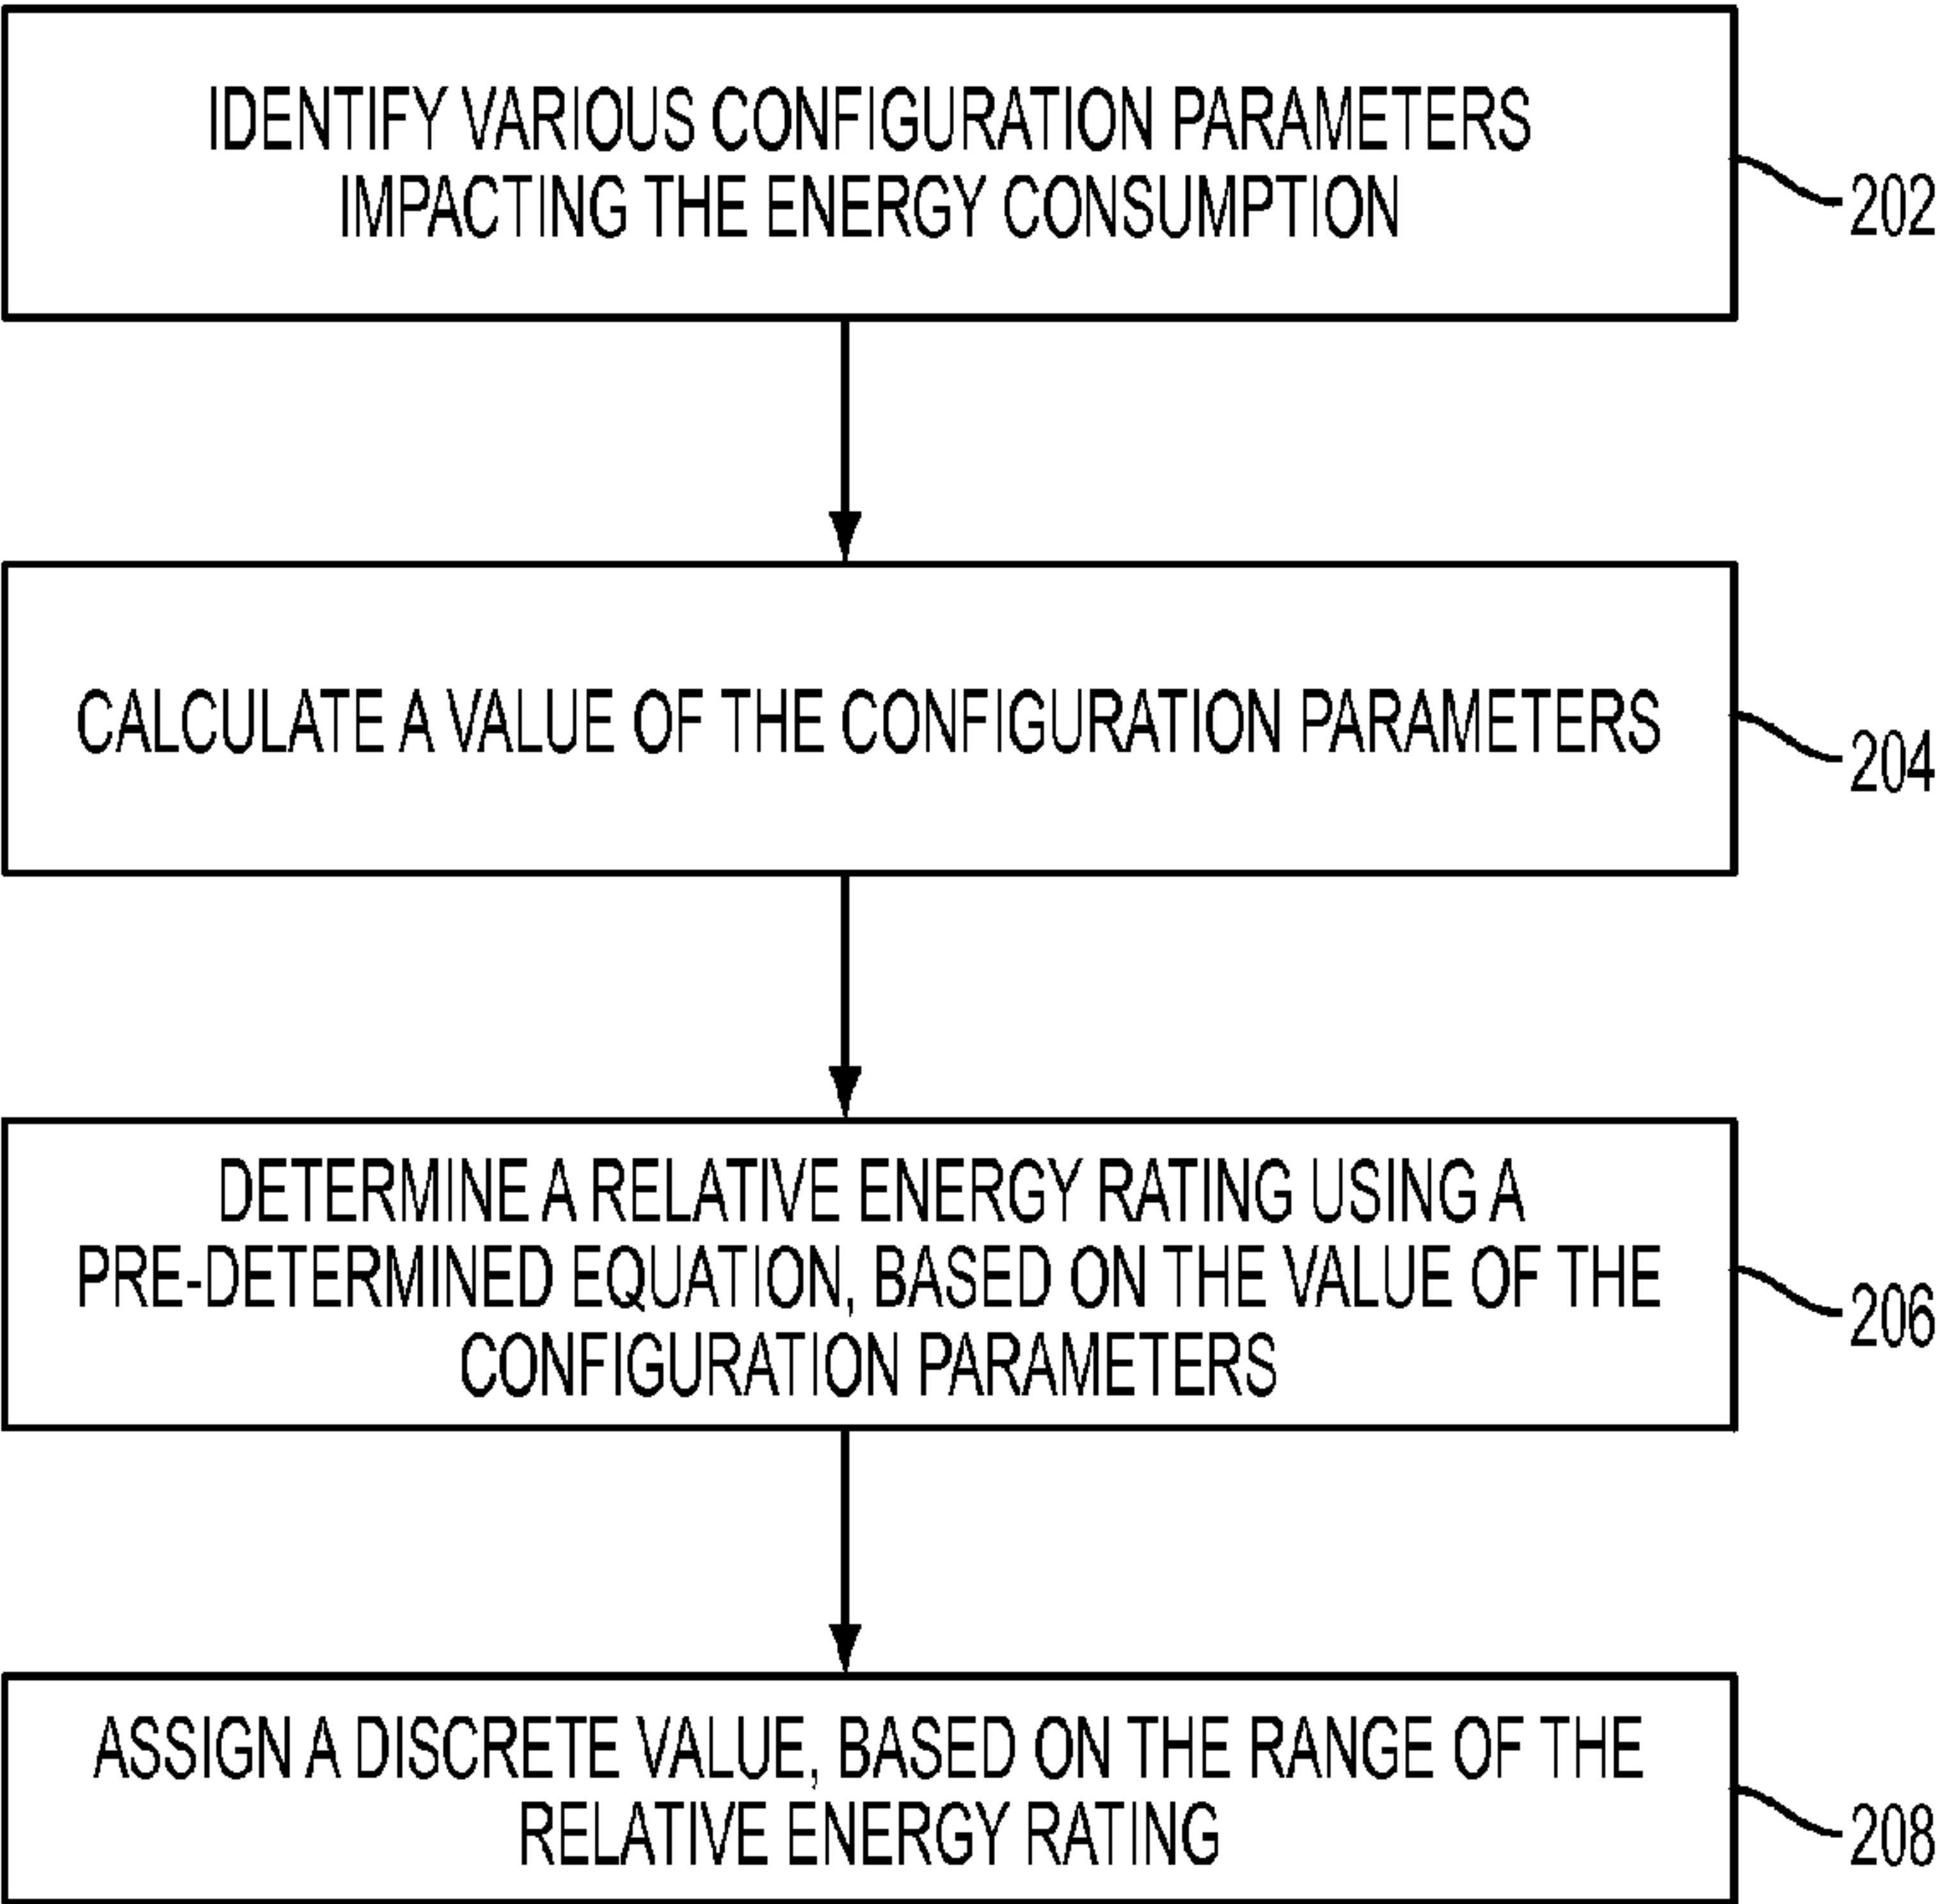 IDENTIFY VARIOUS CONFIGURATION PARAMETERS
IMPACTING THE ENERGY CONSUMPTION
202
CALCULATE A VALUE OF THE CONFIGURATION PARAMETERS
204
DETERMINE A RELATIVE ENERGY RATING USING A
PRE-DETERMINED EQUATION, BASED ON THE VALUE OF THE
CONFIGURATION PARAMETERS
206
ASSIGN A DISCRETE VALUE, BASED ON THE RANGE OF THE
RELATIVE ENERGY RATING
208